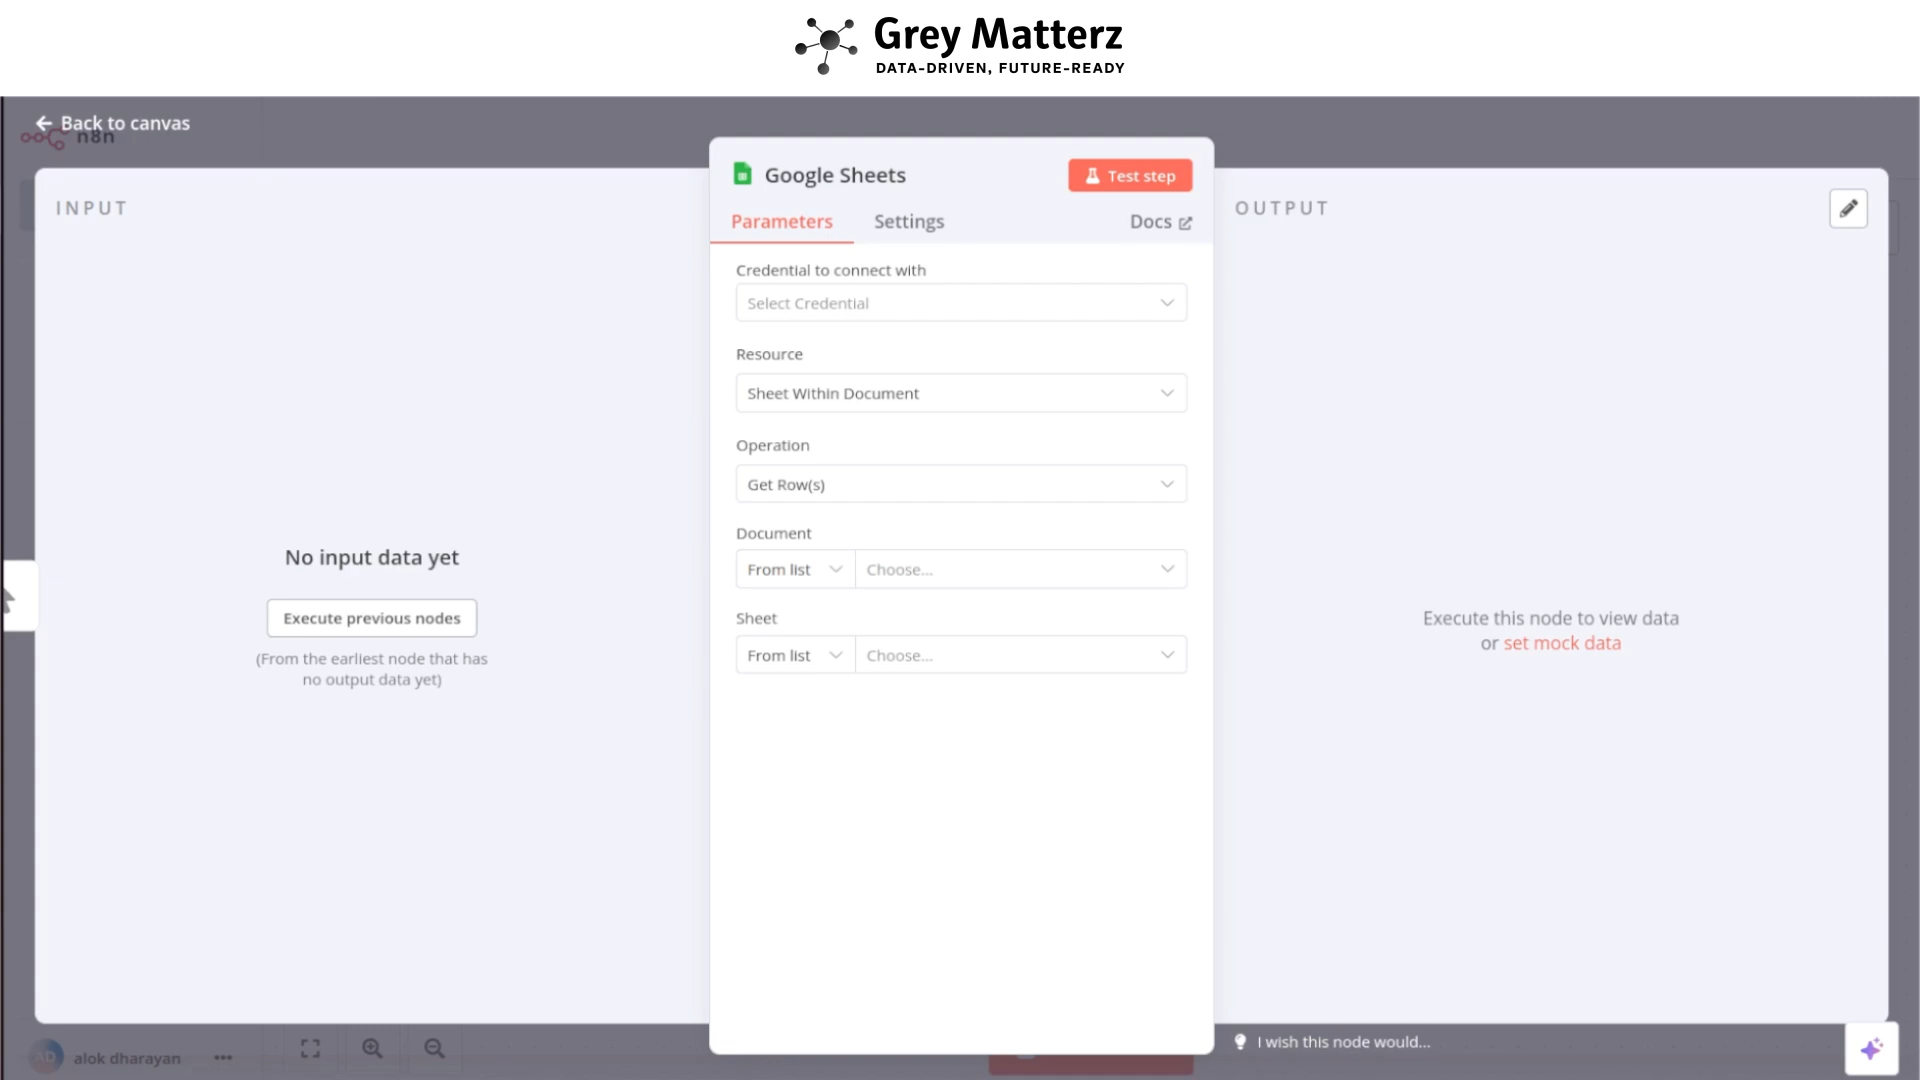 Grey Matterz
DATA-DRIVEN, FUTURE-READY
Back to canvas
n8n
INPUT
No input data yet
Execute previous nodes
(From the earliest node that has
no output data yet)
Google Sheets
Test step
Parameters
Settings
Docs
Credential to connect with
Select Credential
Resource
Sheet Within Document
Operation
Get Row(s)
Document
From list
Choose...
Sheet
From list
Choose...
OUTPUT
Execute this node to view data
or set mock data
I wish this node would...
AD
alok dharayan